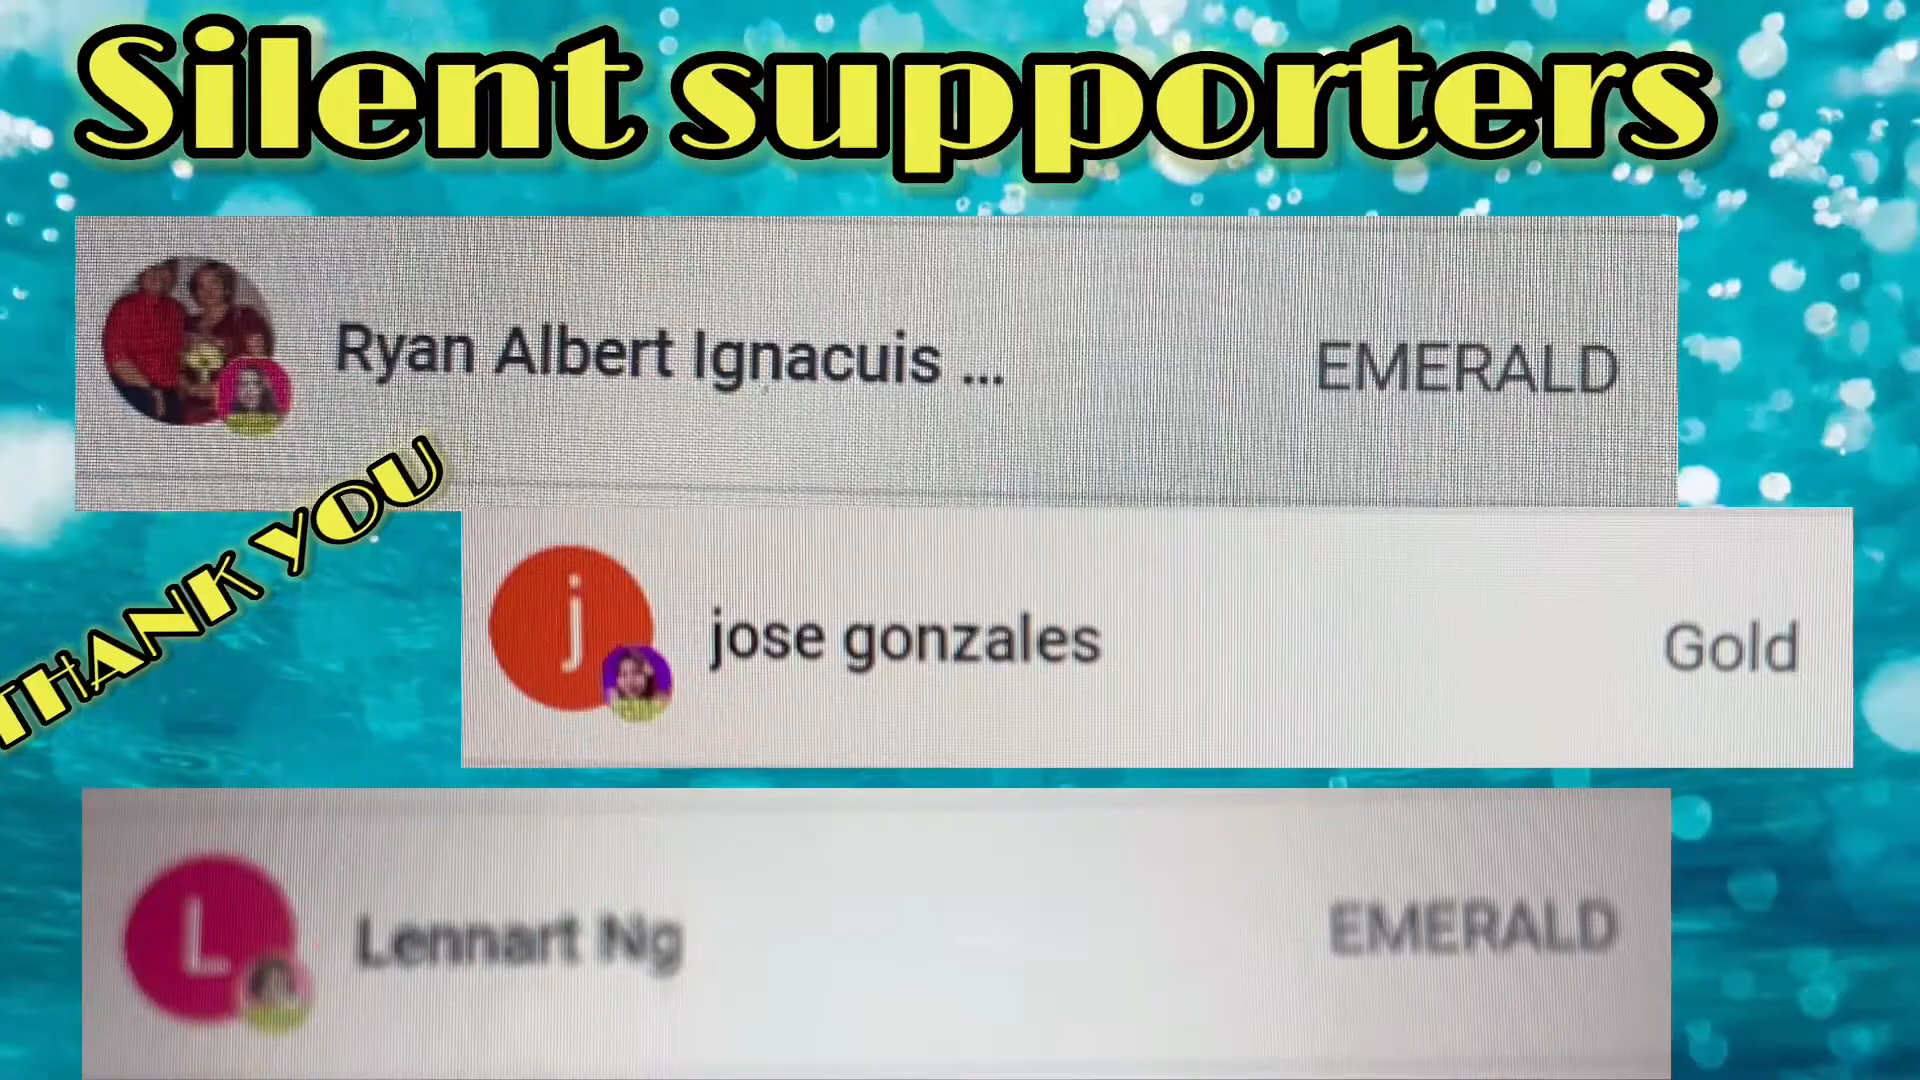 Silent supporters
Ryan Albert Ignacuis ...
EMERALD
THANK YOU
j
jose gonzales
Gold
L
Lennart Ng
EMERALD